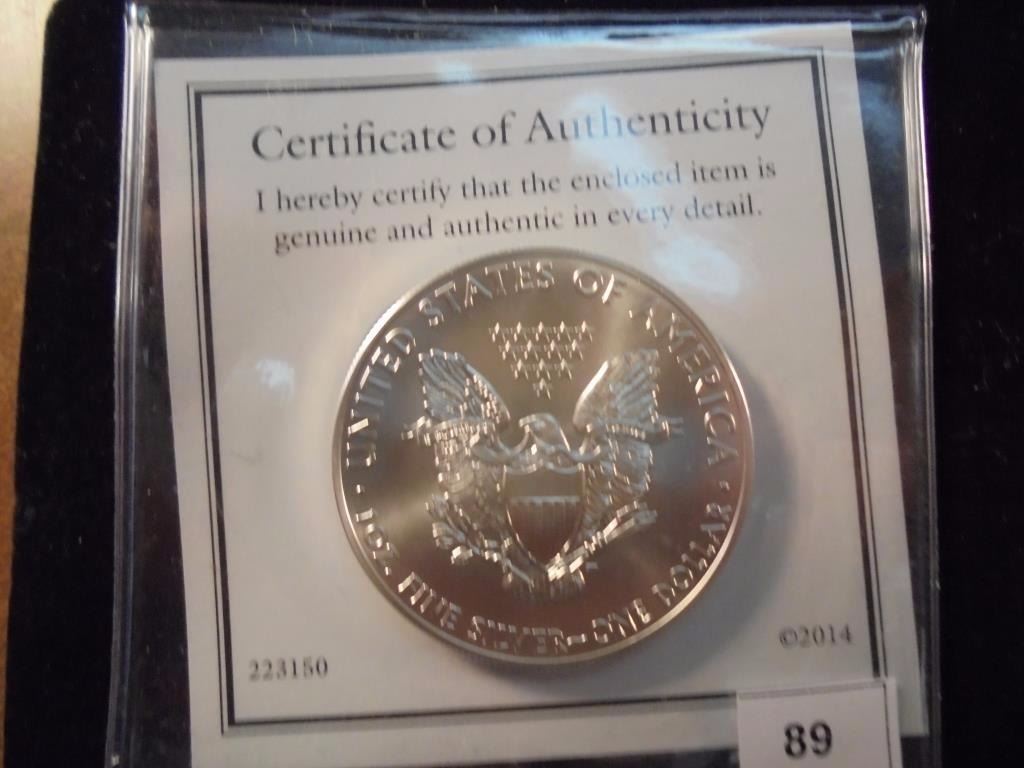 Certificate of Authenticity
I hereby certify that the enclosed item is
genuine and authentic in every detail.
UNITED STATES OF AMERICA
1 OZ. FINE SILVER~ONE DOLLAR
223150
©2014
89